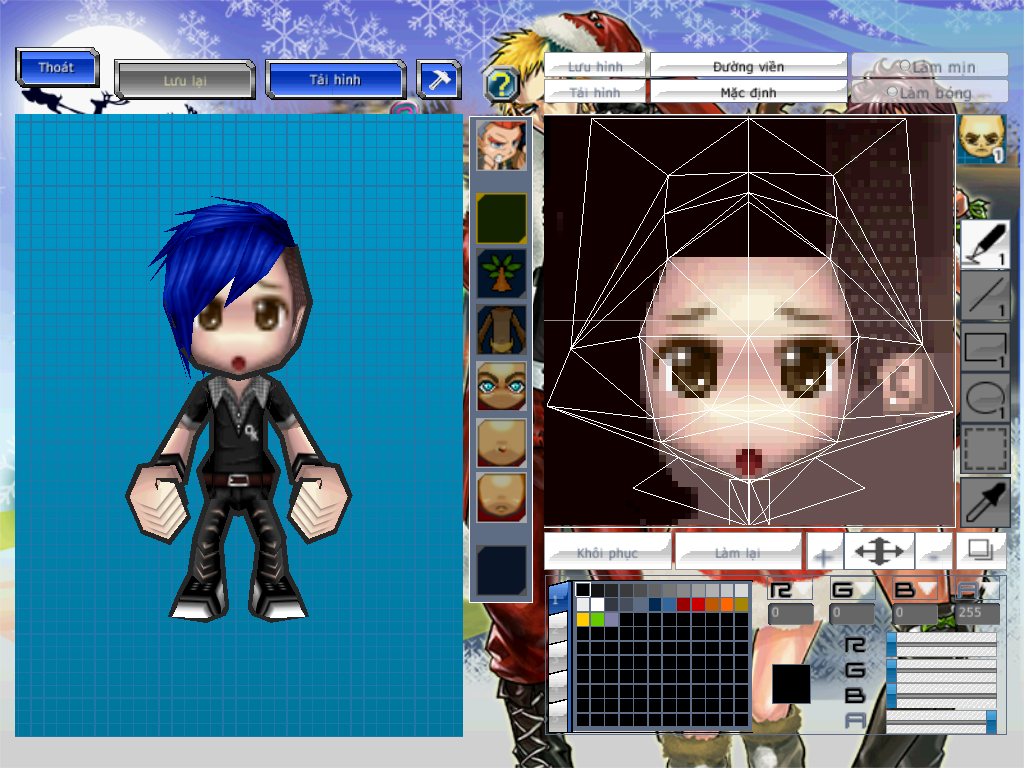 Thoát
Lưu lại
Tải hình
?
Lưu hình
Đường viền
Làm mịn
Tải hình
Mặc định
Làm bóng
1
1
1
1
1
Khôi phục
Làm lại
+
-
1
R
G
B
A
0
0
0
255
R
G
B
A